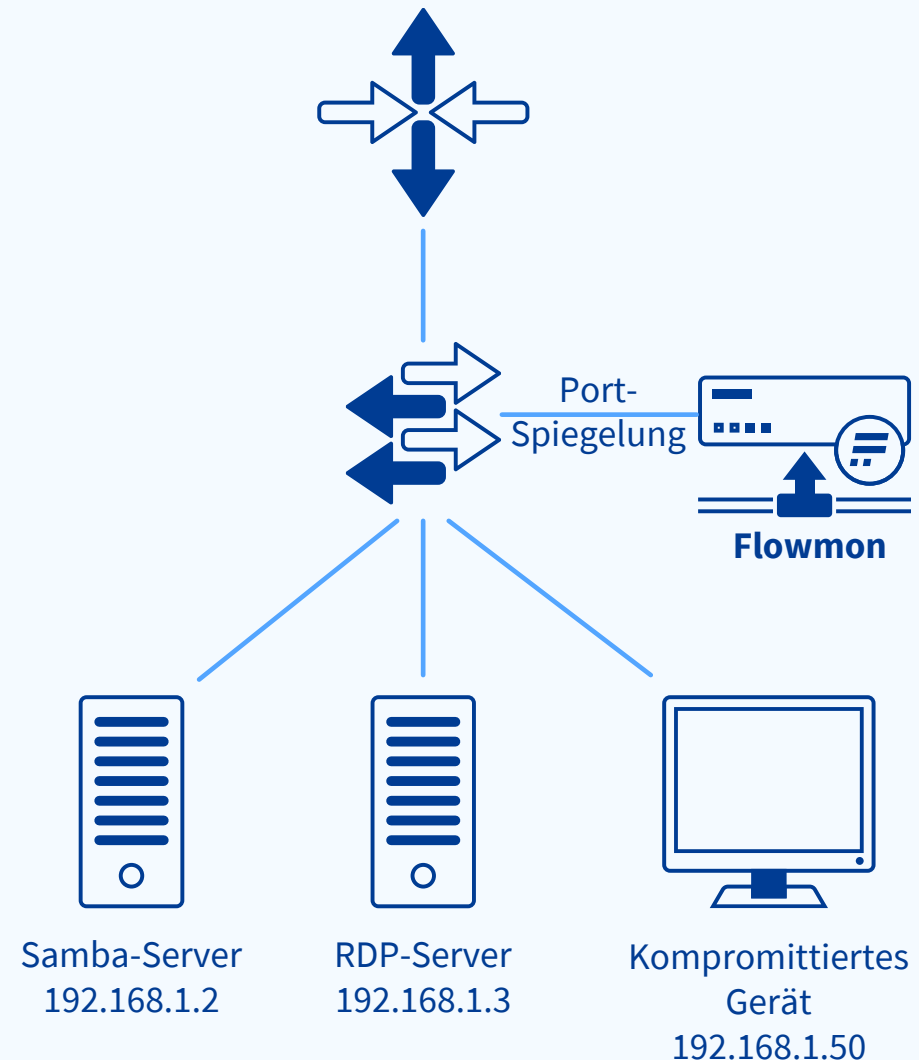 Port-
Spiegelung
Flowmon
Samba-Server
192.168.1.2
RDP-Server
192.168.1.3
Kompromittiertes
Gerät
192.168.1.50